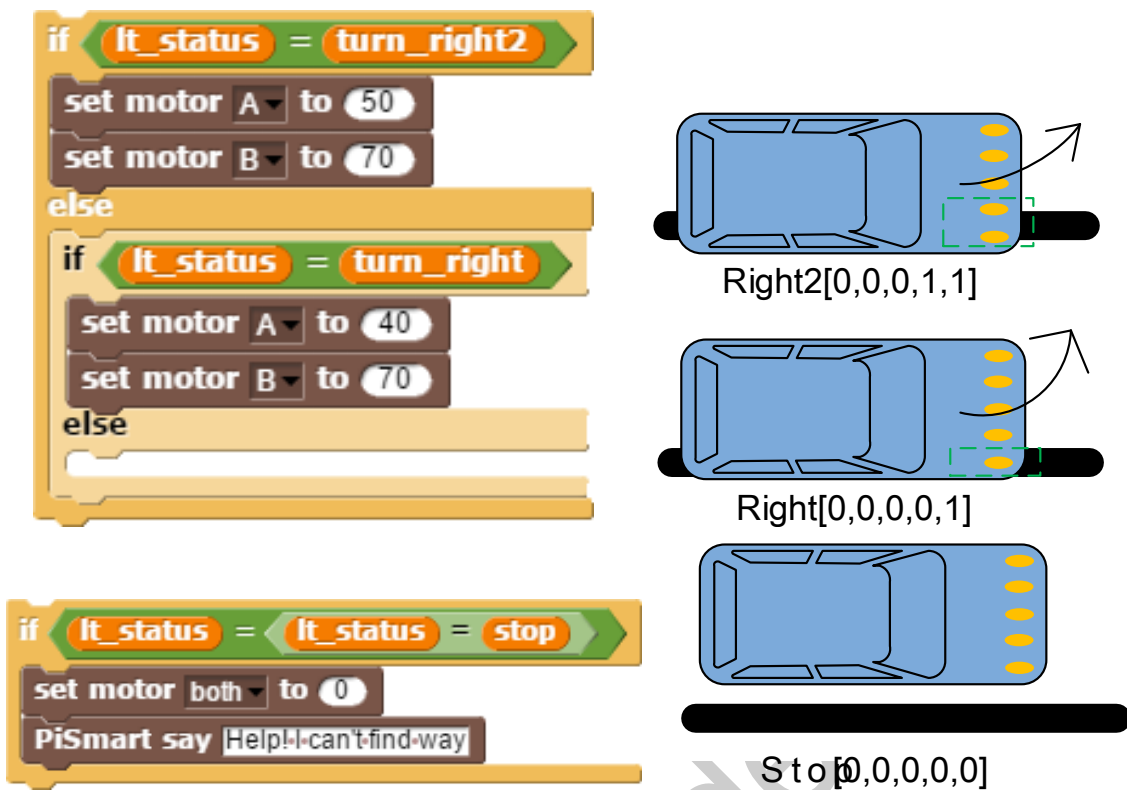 if lt_status = turn_right2
set motor A to 50
set motor B to 70
else
if lt_status = turn_right
set motor A to 40
set motor B to 70
else
if lt_status = lt_status = stop
set motor both to 0
PiSmart say Help!·I·can't·find·way
Right2[0,0,0,1,1]
Right[0,0,0,0,1]
Stop[0,0,0,0,0]